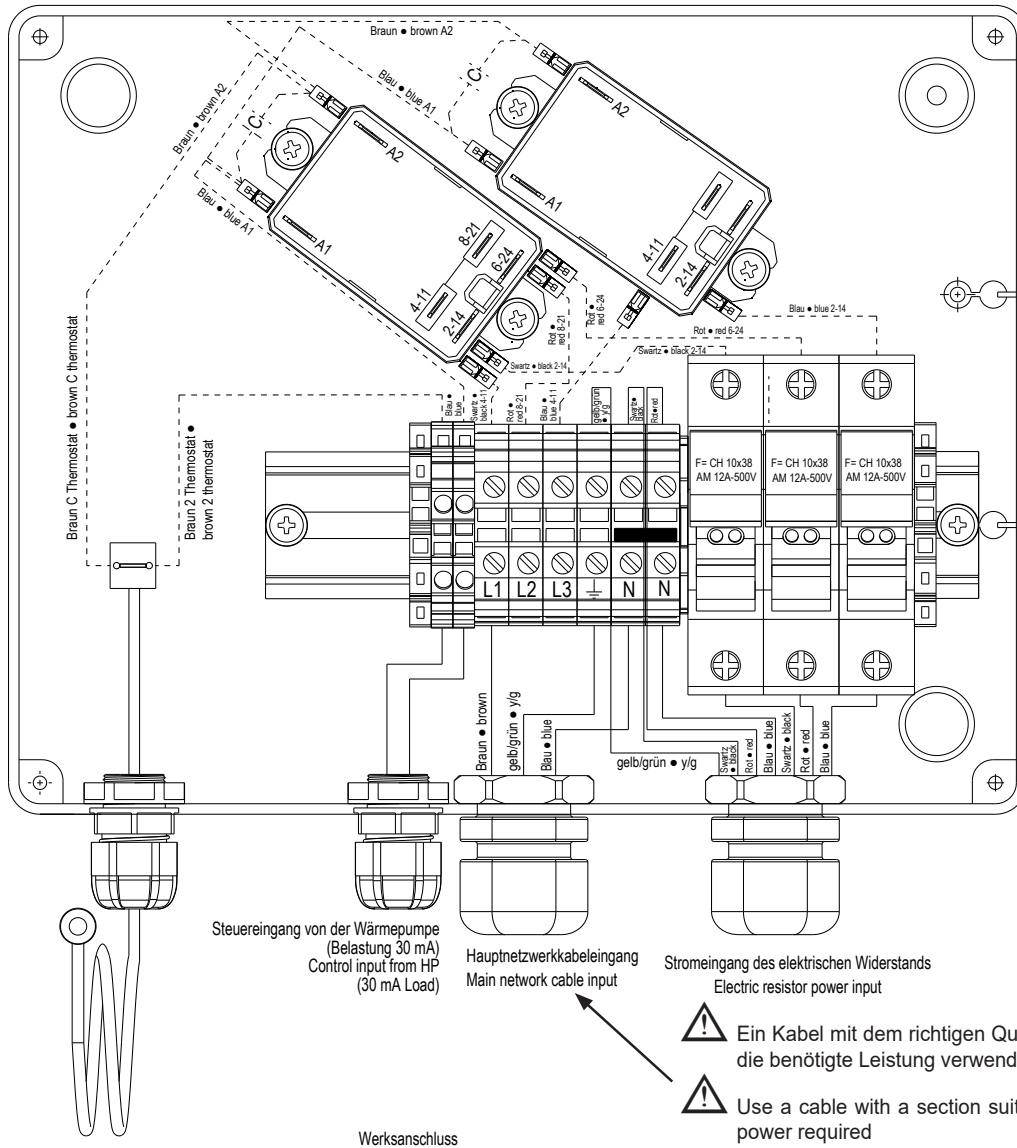 Braun ● brown A2
Blau ● blue A1
C
Braun ● brown A2
C
Blau ● blue A1
A2
A1
8-21
6-24
4-11
2-14
A2
A1
4-11
2-14
Rot ●
red 6-24
Rot ●
red 8-21
Blau ● blue 2-14
Rot ● red 6-24
Swartz ● black 2-14
Swartz ● black 2-14
Braun C Thermostat ● brown C thermostat
Braun 2 Thermostat ●
brown 2 thermostat
Blau ●
blue
Swartz ●
black 4-11
Rot ●
red 8-21
Blau ●
blue 4-11
gelb/grün
● y/g
Swartz ●
black
Rot ● red
F= CH 10x38
AM 12A-500V
F= CH 10x38
AM 12A-500V
F= CH 10x38
AM 12A-500V
L1
L2
L3
N
N
Braun ● brown
gelb/grün ● y/g
Blau ● blue
gelb/grün ● y/g
Swartz
● black
Rot ● red
Blau ● blue
Swartz ● black
Rot ● red
Blau ● blue
Steuereingang von der Wärmepumpe
(Belastung 30 mA)
Control input from HP
(30 mA Load)
Hauptnetzwerkkabeleingang
Main network cable input
Stromeingang des elektrischen Widerstands
Electric resistor power input
Ein Kabel mit dem richtigen Qu
die benötigte Leistung verwend
Use a cable with a section suit
power required
Werksanschluss